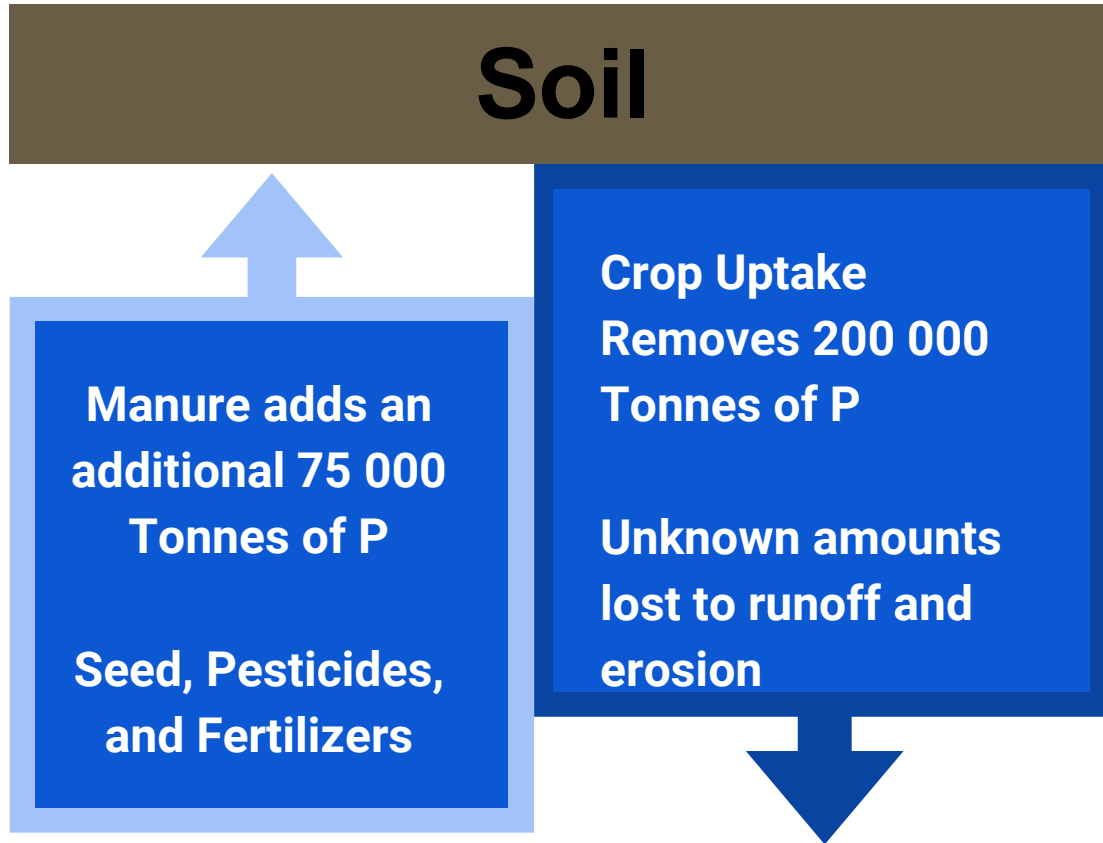 Soil
Manure adds an
additional 75 000
Tonnes of P
Seed, Pesticides,
and Fertilizers
Crop Uptake
Removes 200 000
Tonnes of P
Unknown amounts
lost to runoff and
erosion